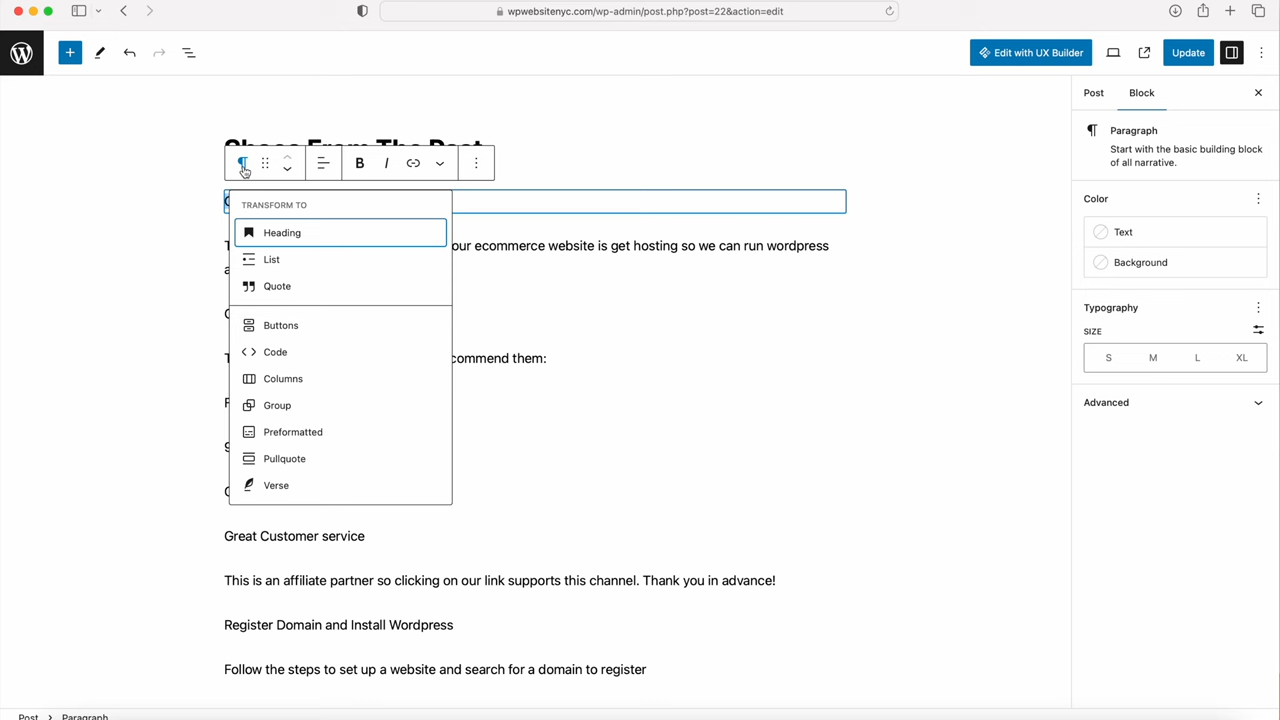 wpwebsitenyc.com/wp-admin/post.php?post=22&action=edit
Edit with UX Builder
Update
Post
Block
Paragraph
Start with the basic building block
of all narrative.
Color
Text
Background
Typography
SIZE
S M L XL
Advanced
B I
TRANSFORM TO
Heading
List
Quote
Buttons
Code
Columns
Group
Preformatted
Pullquote
Verse
our ecommerce website is get hosting so we can run wordpress
commend them:
Great Customer service
This is an affiliate partner so clicking on our link supports this channel. Thank you in advance!
Register Domain and Install Wordpress
Follow the steps to set up a website and search for a domain to register
Post > Paragraph